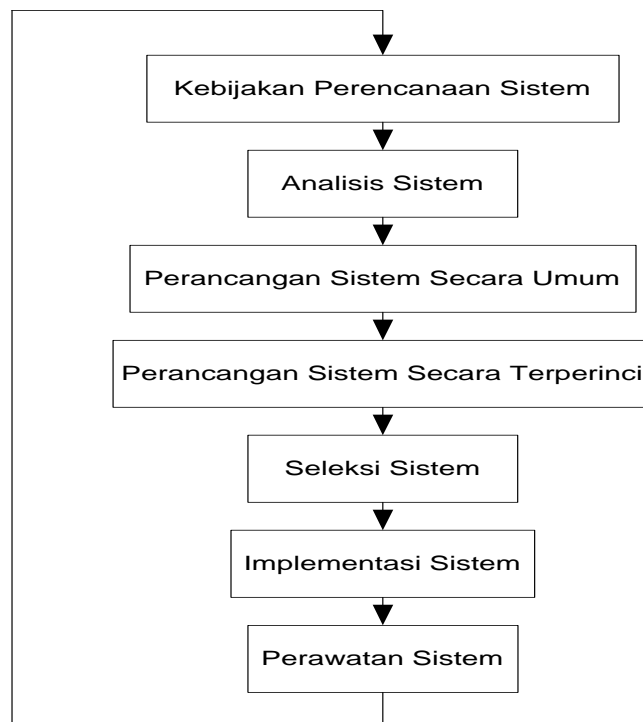 Kebijakan Perencanaan Sistem
Analisis Sistem
Perancangan Sistem Secara Umum
Perancangan Sistem Secara Terperinci
Seleksi Sistem
Implementasi Sistem
Perawatan Sistem